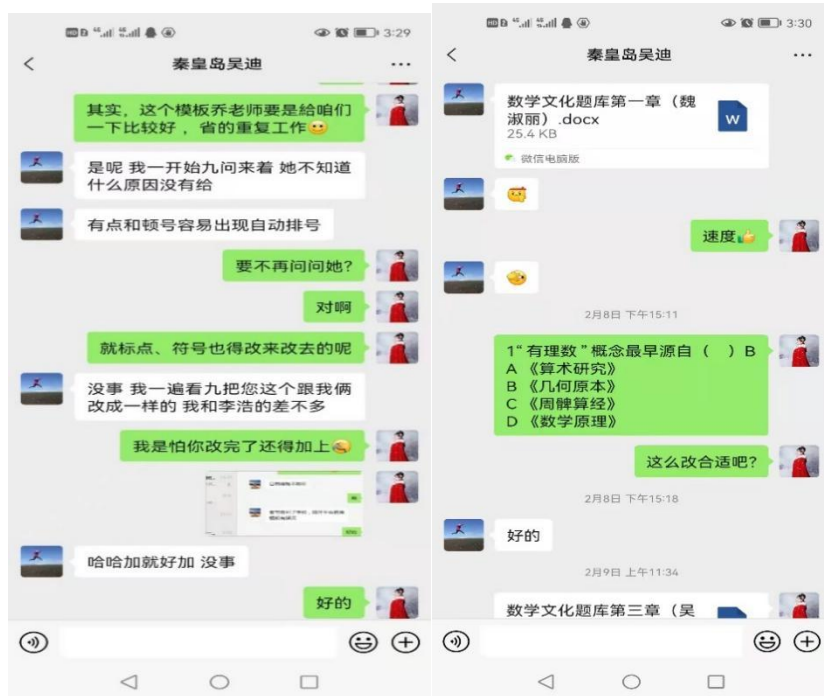 3:29
秦皇岛吴迪
其实，这个模板乔老师要是给咱们
一下比较好，省的重复工作
是呢 我一开始九问来着 她不知道
什么原因没有给
有点和顿号容易出现自动排号
要不再问问她?
对啊
就标点、符号也得改来改去的呢
没事 我一遍看九把您这个跟我俩
改成一样的 我和李浩的差不多
我是怕你改完了还得加上
哈哈加就好加 没事
好的
3:30
秦皇岛吴迪
数学文化题库第一章（魏
淑丽）.docx
25.4 KB
W
微信电脑版
速度
2月8日 下午15:11
1“有理数”概念最早源自（ ）B
A 《算术研究》
B 《几何原本》
C 《周髀算经》
D 《数学原理》
这么改合适吧?
2月8日 下午15:18
好的
2月9日 上午11:34
数学文化题库第三章（吴